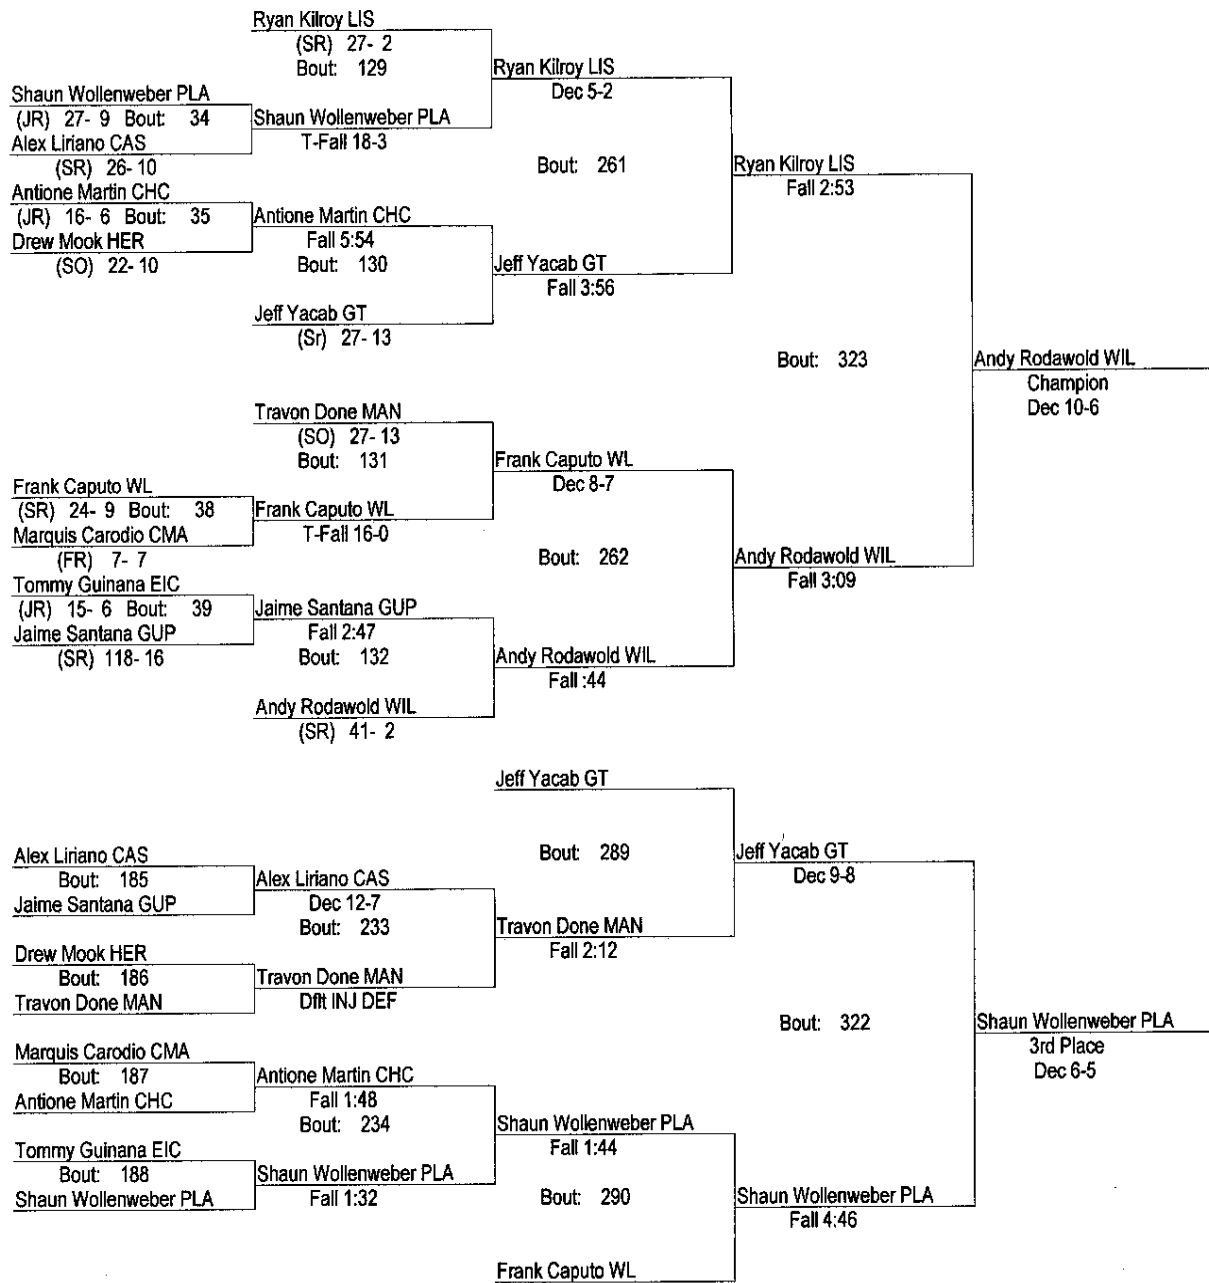 Ryan Kilroy LIS
(SR) 27- 2
Bout: 129
Ryan Kilroy LIS
Dec 5-2
Shaun Wollenweber PLA
(JR) 27- 9 Bout: 34
Shaun Wollenweber PLA
T-Fall 18-3
Alex Liriano CAS
(SR) 26- 10
Bout: 261
Ryan Kilroy LIS
Fall 2:53
Antione Martin CHC
(JR) 16- 6 Bout: 35
Antione Martin CHC
Fall 5:54
Drew Mook HER
(SO) 22- 10
Bout: 130
Jeff Yacab GT
Fall 3:56
Jeff Yacab GT
(Sr) 27- 13
Bout: 323
Andy Rodawold WIL
Champion
Dec 10-6
Travon Done MAN
(SO) 27- 13
Bout: 131
Frank Caputo WL
Dec 8-7
Frank Caputo WL
(SR) 24- 9 Bout: 38
Frank Caputo WL
T-Fall 16-0
Marquis Carodio CMA
(FR) 7- 7
Bout: 262
Andy Rodawold WIL
Fall 3:09
Tommy Guinana EIC
(JR) 15- 6 Bout: 39
Jaime Santana GUP
Fall 2:47
Jaime Santana GUP
(SR) 118- 16
Bout: 132
Andy Rodawold WIL
Fall :44
Andy Rodawold WIL
(SR) 41- 2
Jeff Yacab GT
Bout: 289
Jeff Yacab GT
Dec 9-8
Alex Liriano CAS
Bout: 185
Alex Liriano CAS
Dec 12-7
Jaime Santana GUP
Bout: 233
Travon Done MAN
Fall 2:12
Drew Mook HER
Bout: 186
Travon Done MAN
Dflt INJ DEF
Travon Done MAN
Bout: 322
Shaun Wollenweber PLA
3rd Place
Dec 6-5
Marquis Carodio CMA
Bout: 187
Antione Martin CHC
Fall 1:48
Antione Martin CHC
Bout: 234
Shaun Wollenweber PLA
Fall 1:44
Tommy Guinana EIC
Bout: 188
Shaun Wollenweber PLA
Fall 1:32
Shaun Wollenweber PLA
Bout: 290
Shaun Wollenweber PLA
Fall 4:46
Frank Caputo WL